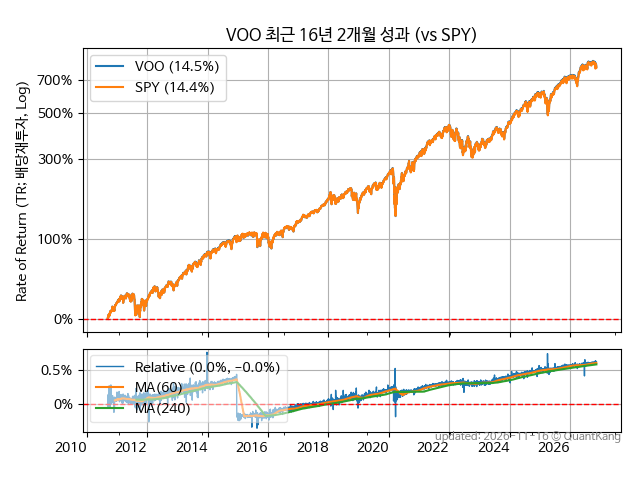 VOO 최근 16년 2개월 성과 (vs SPY)
VOO (14.5%)
SPY (14.4%)
Rate of Return (TR: 배당재투자, Log)
700%
500%
300%
100%
0%
Relative (0.0%, −0.0%)
MA(60)
MA(240)
0.5%
0%
2010 2012 2014 2016 2018 2020 2022 2024 2026
updated: 2026-11-16 © QuantKang